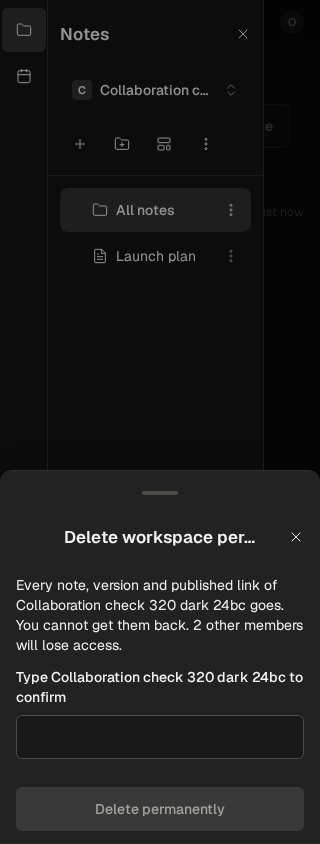 Notes
O
C Collaboration c...
e
All notes
ust now
Launch plan
Delete workspace per...
Every note, version and published link of
Collaboration check 320 dark 24bc goes.
You cannot get them back. 2 other members
will lose access.
Type Collaboration check 320 dark 24bc to
confirm
Delete permanently